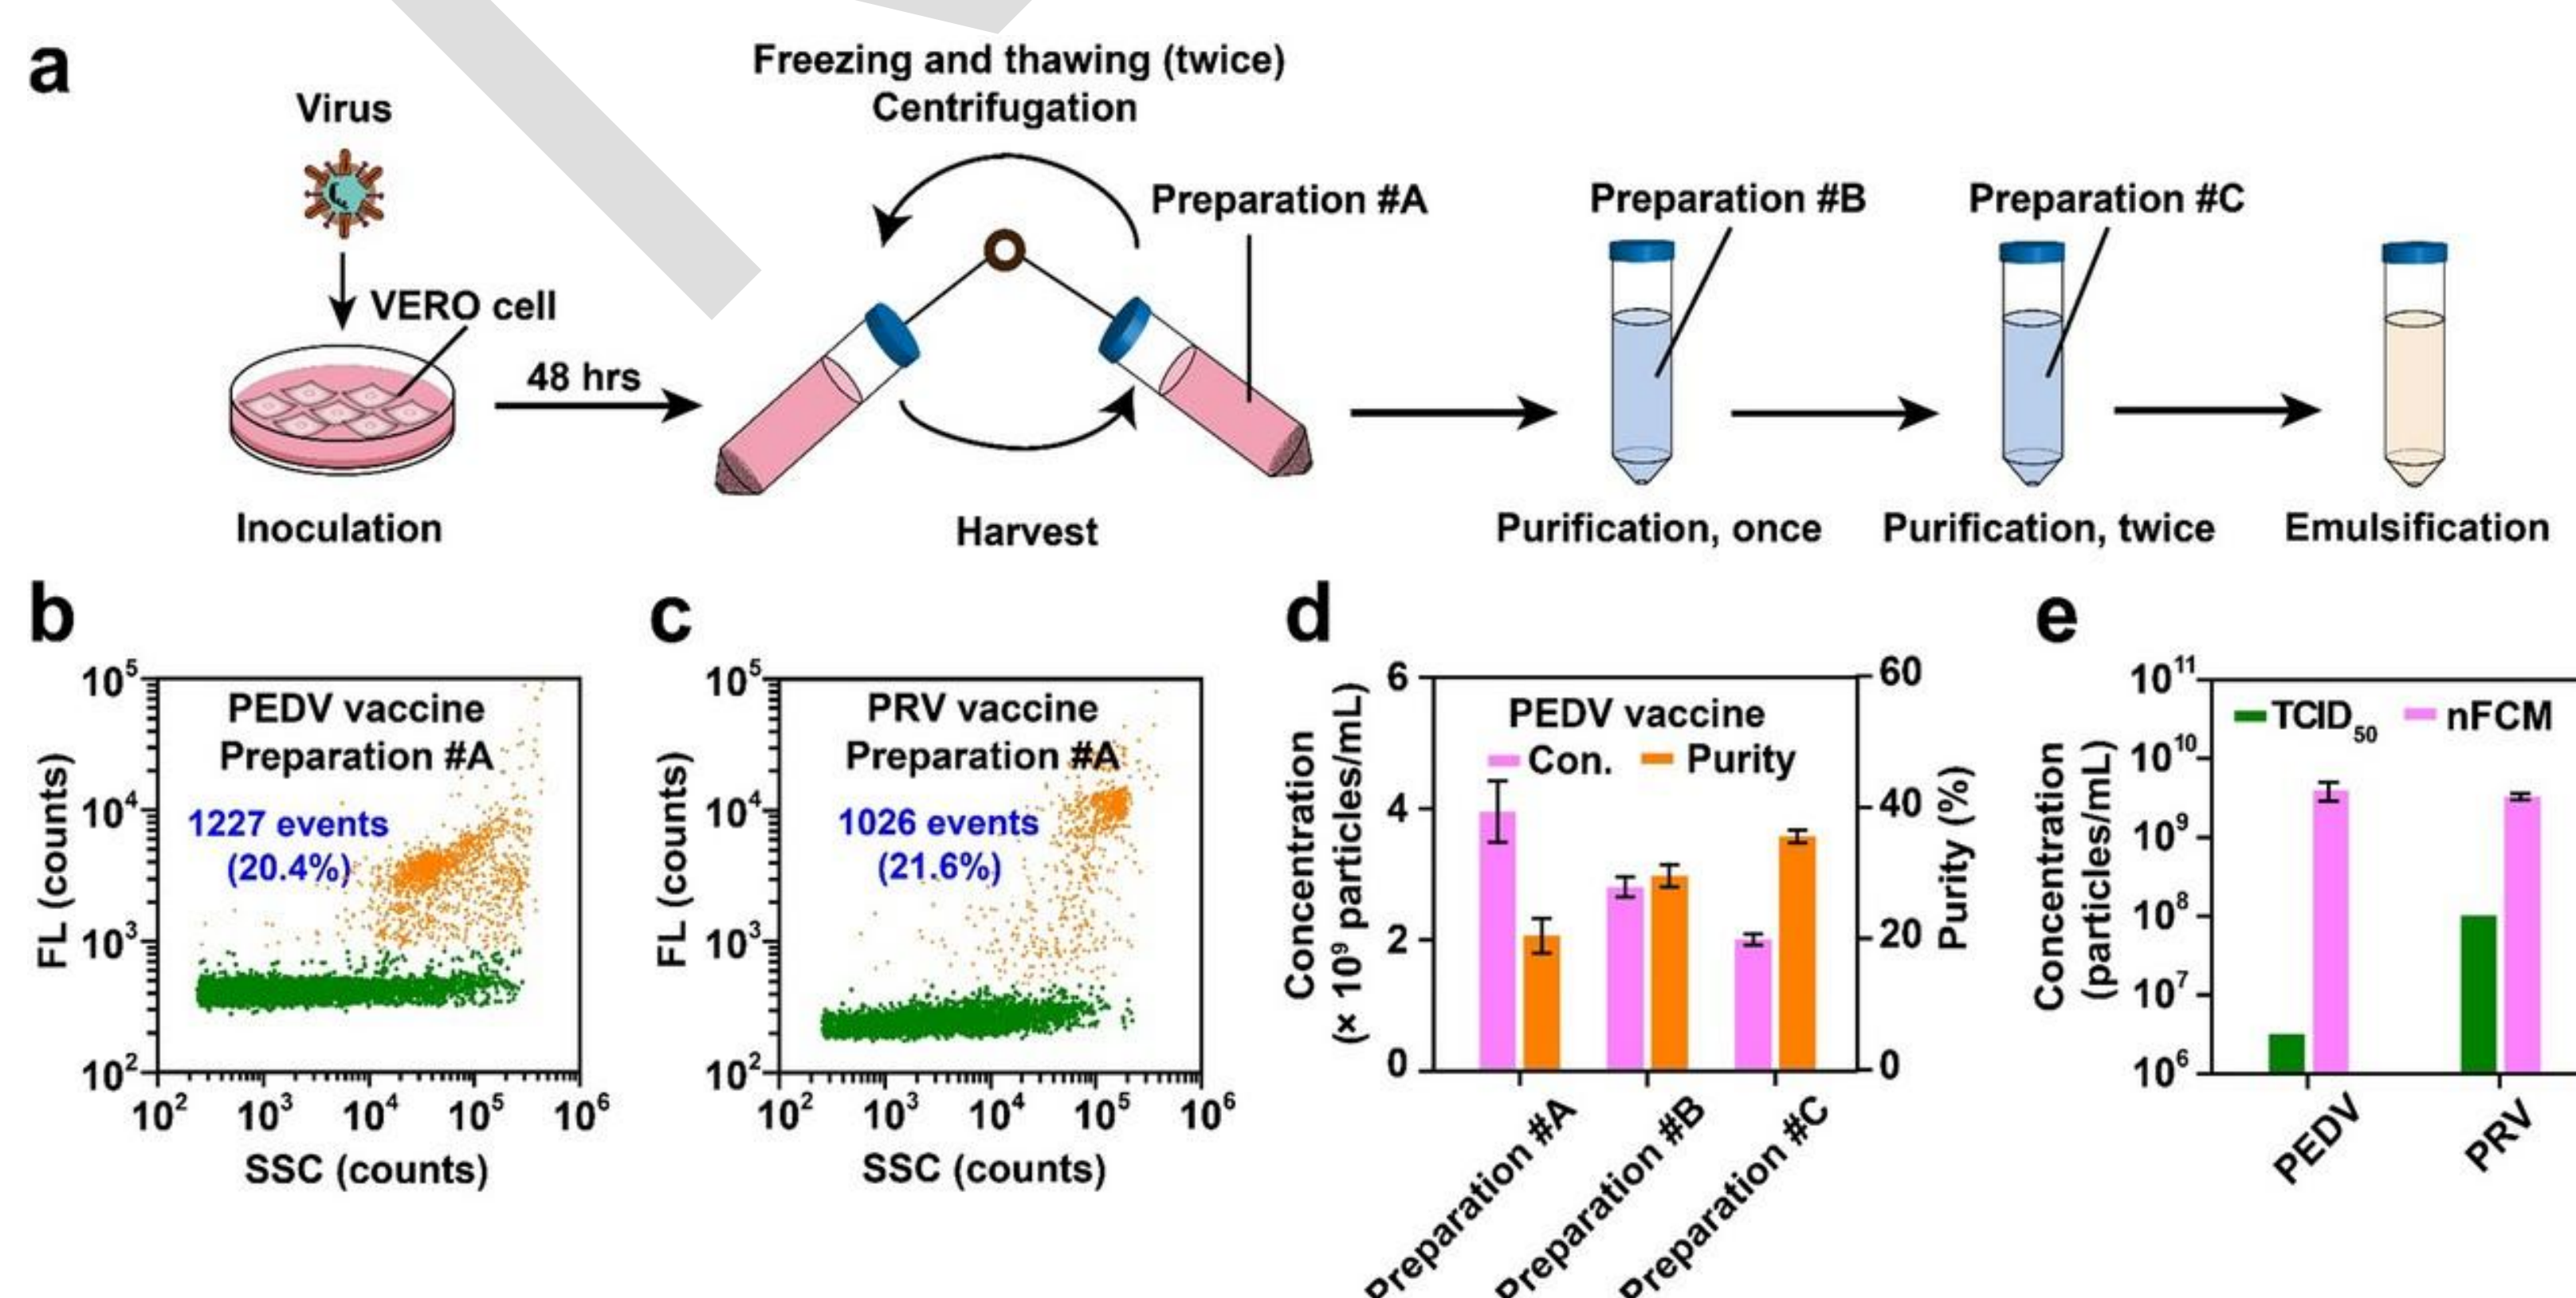 a
Virus
VERO cell
48 hrs
Inoculation
Freezing and thawing (twice)
Centrifugation
Preparation #A
Harvest
Preparation #B
Purification, once
Preparation #C
Purification, twice
Emulsification
b
PEDV vaccine
Preparation #A
1227 events
(20.4%)
FL (counts)
10⁵
10⁴
10³
10²
10² 10³ 10⁴ 10⁵ 10⁶
SSC (counts)
c
PRV vaccine
Preparation #A
1026 events
(21.6%)
FL (counts)
10⁵
10⁴
10³
10²
10² 10³ 10⁴ 10⁵ 10⁶
SSC (counts)
d
PEDV vaccine
Con. Purity
Concentration
(× 10⁹ particles/mL)
6
4
2
0
60
40
20
0
Purity (%)
Preparation #A
Preparation #B
Preparation #C
e
TCID₅₀ nFCM
Concentration
(particles/mL)
10¹¹
10¹⁰
10⁹
10⁸
10⁷
10⁶
PEDV
PRV